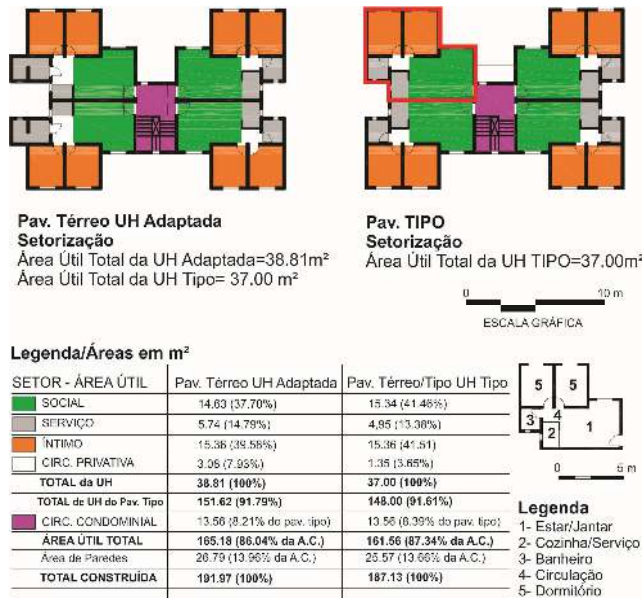 Pav. Térreo UH Adaptada
Setorização
Área Útil Total da UH Adaptada=38.81m²
Área Útil Total da UH Tipo= 37.00 m²
Pav. TIPO
Setorização
Área Útil Total da UH TIPO=37.00m²
0 10 m
ESCALA GRÁFICA
Legenda/Áreas em m²
SETOR - ÁREA ÚTIL Pav. Térreo UH Adaptada Pav. Térreo/Tipo UH Tipo
SOCIAL 14.63 (37.70%) 15.34 (41.46%)
SERVIÇO 5.74 (14.79%) 4,95 (13.38%)
ÍNTIMO 15.36 (39.58%) 15.36 (41.51)
CIRC. PRIVATIVA 3.08 (7.93%) 1.35 (3.65%)
TOTAL da UH 38.81 (100%) 37.00 (100%)
TOTAL de UH do Pav. Tipo 151.62 (91.79%) 148.00 (91.61%)
CIRC. CONDOMINIAL 13.56 (8.21% do pav. tipo) 13.56 (8.39% do pav. tipo)
ÁREA ÚTIL TOTAL 165.18 (86.04% da A.C.) 161.56 (87.34% da A.C.)
Área de Paredes 26.79 (13.96% da A.C.) 25.57 (13.66% da A.C.)
TOTAL CONSTRUÍDA 191.97 (100%) 187.13 (100%)
5 5
4
3 2 1
0 5 m
Legenda
1- Estar/Jantar
2- Cozinha/Serviço
3- Banheiro
4- Circulação
5- Dormitório